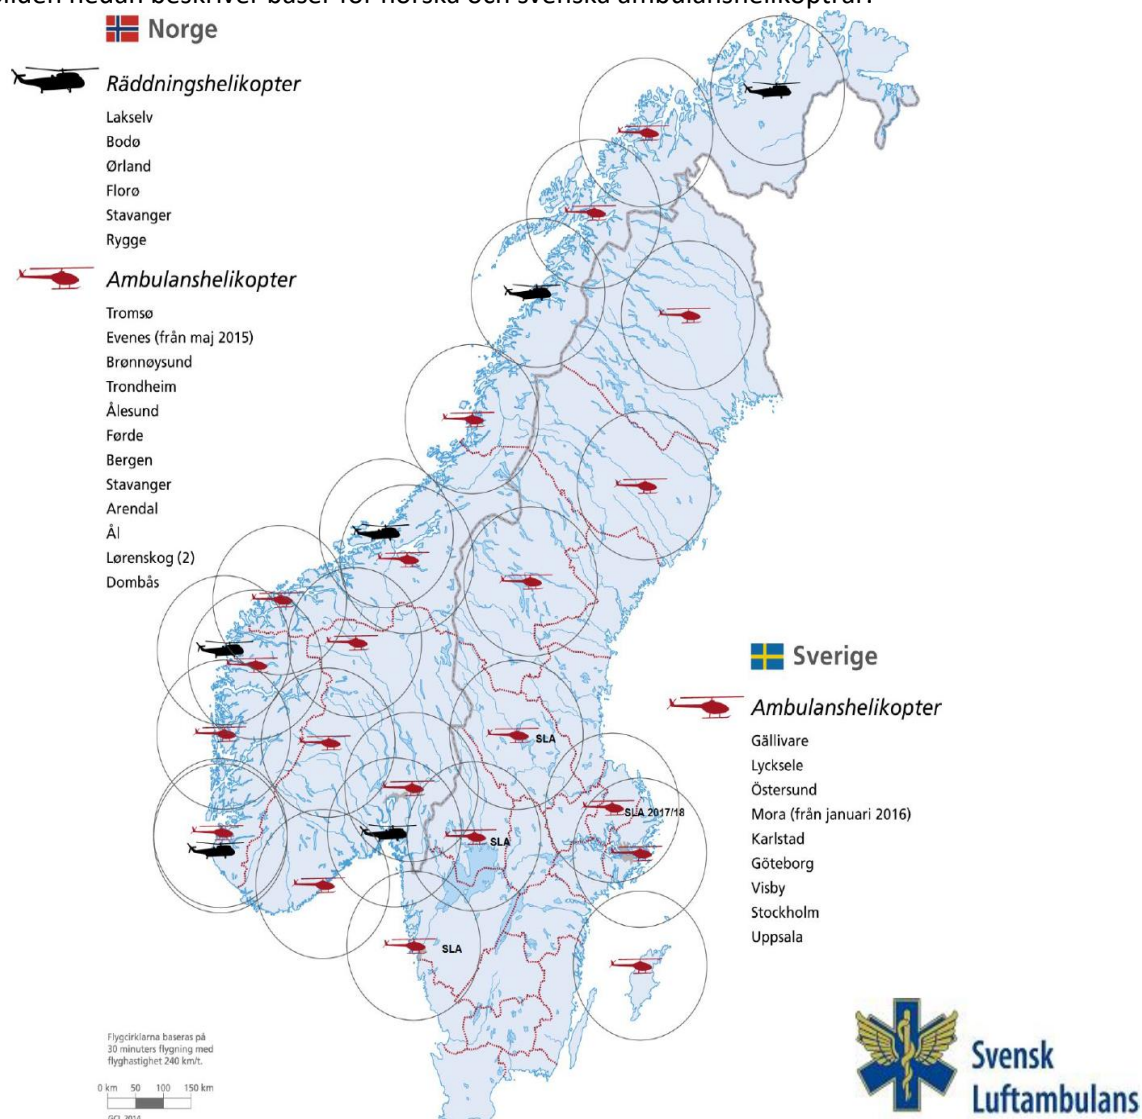 bilden nedan beskriver baser för norska och svenska ambulanshelikoptrar.
Norge
Räddningshelikopter
Lakselv
Bodø
Ørland
Florø
Stavanger
Rygge
Ambulanshelikopter
Tromsø
Evenes (från maj 2015)
Brønnøysund
Trondheim
Ålesund
Førde
Bergen
Stavanger
Arendal
Ål
Lørenskog (2)
Dombås
Sverige
Ambulanshelikopter
Gällivare
Lycksele
Östersund
Mora (från januari 2016)
Karlstad
Göteborg
Visby
Stockholm
Uppsala
SLA
SLA 2017/18
SLA
SLA
Flygcirklarna baseras på
30 minuters flygning med
flyghastighet 240 km/t.
0 km 50 100 150 km
GCI 2014
Svensk
Luftambulans